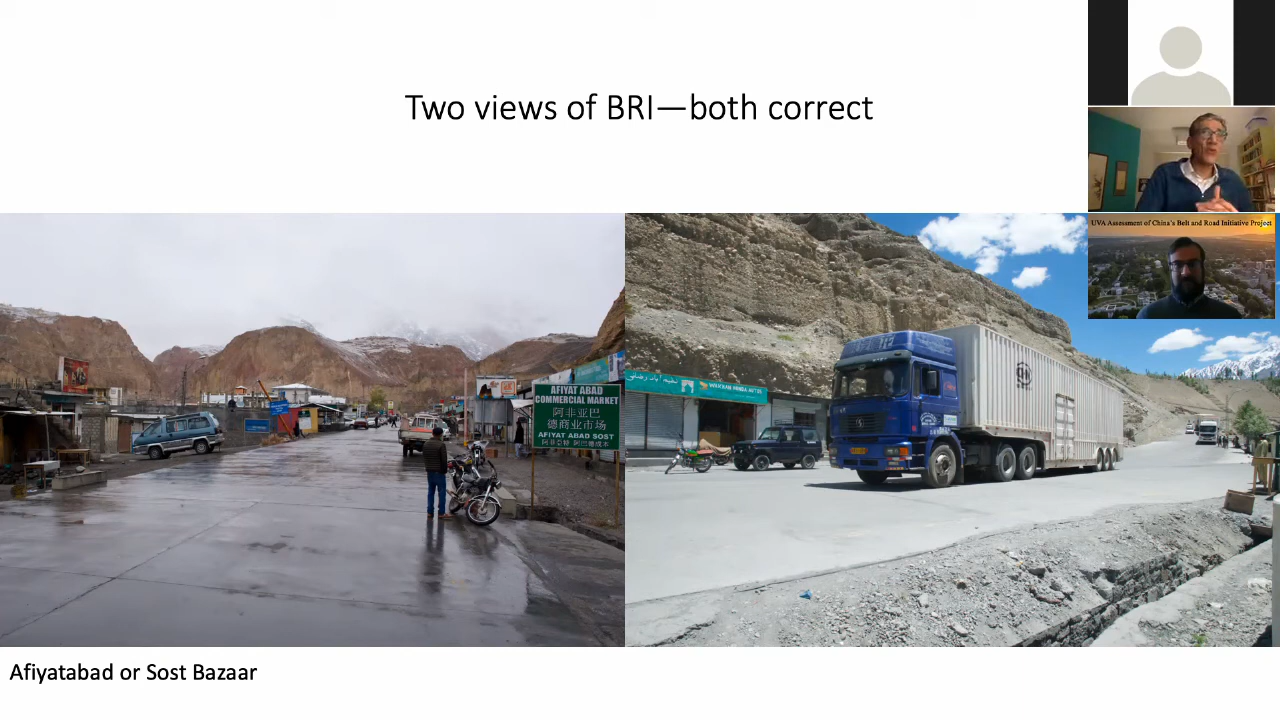 Two views of BRI—both correct
UVA Assessment of China's Belt and Road Initiative Project
AFIYAT ABAD
COMMERCIAL MARKET
阿非亚巴
德商业市场
AFIYAT ABAD SOST
Afiyatabad or Sost Bazaar